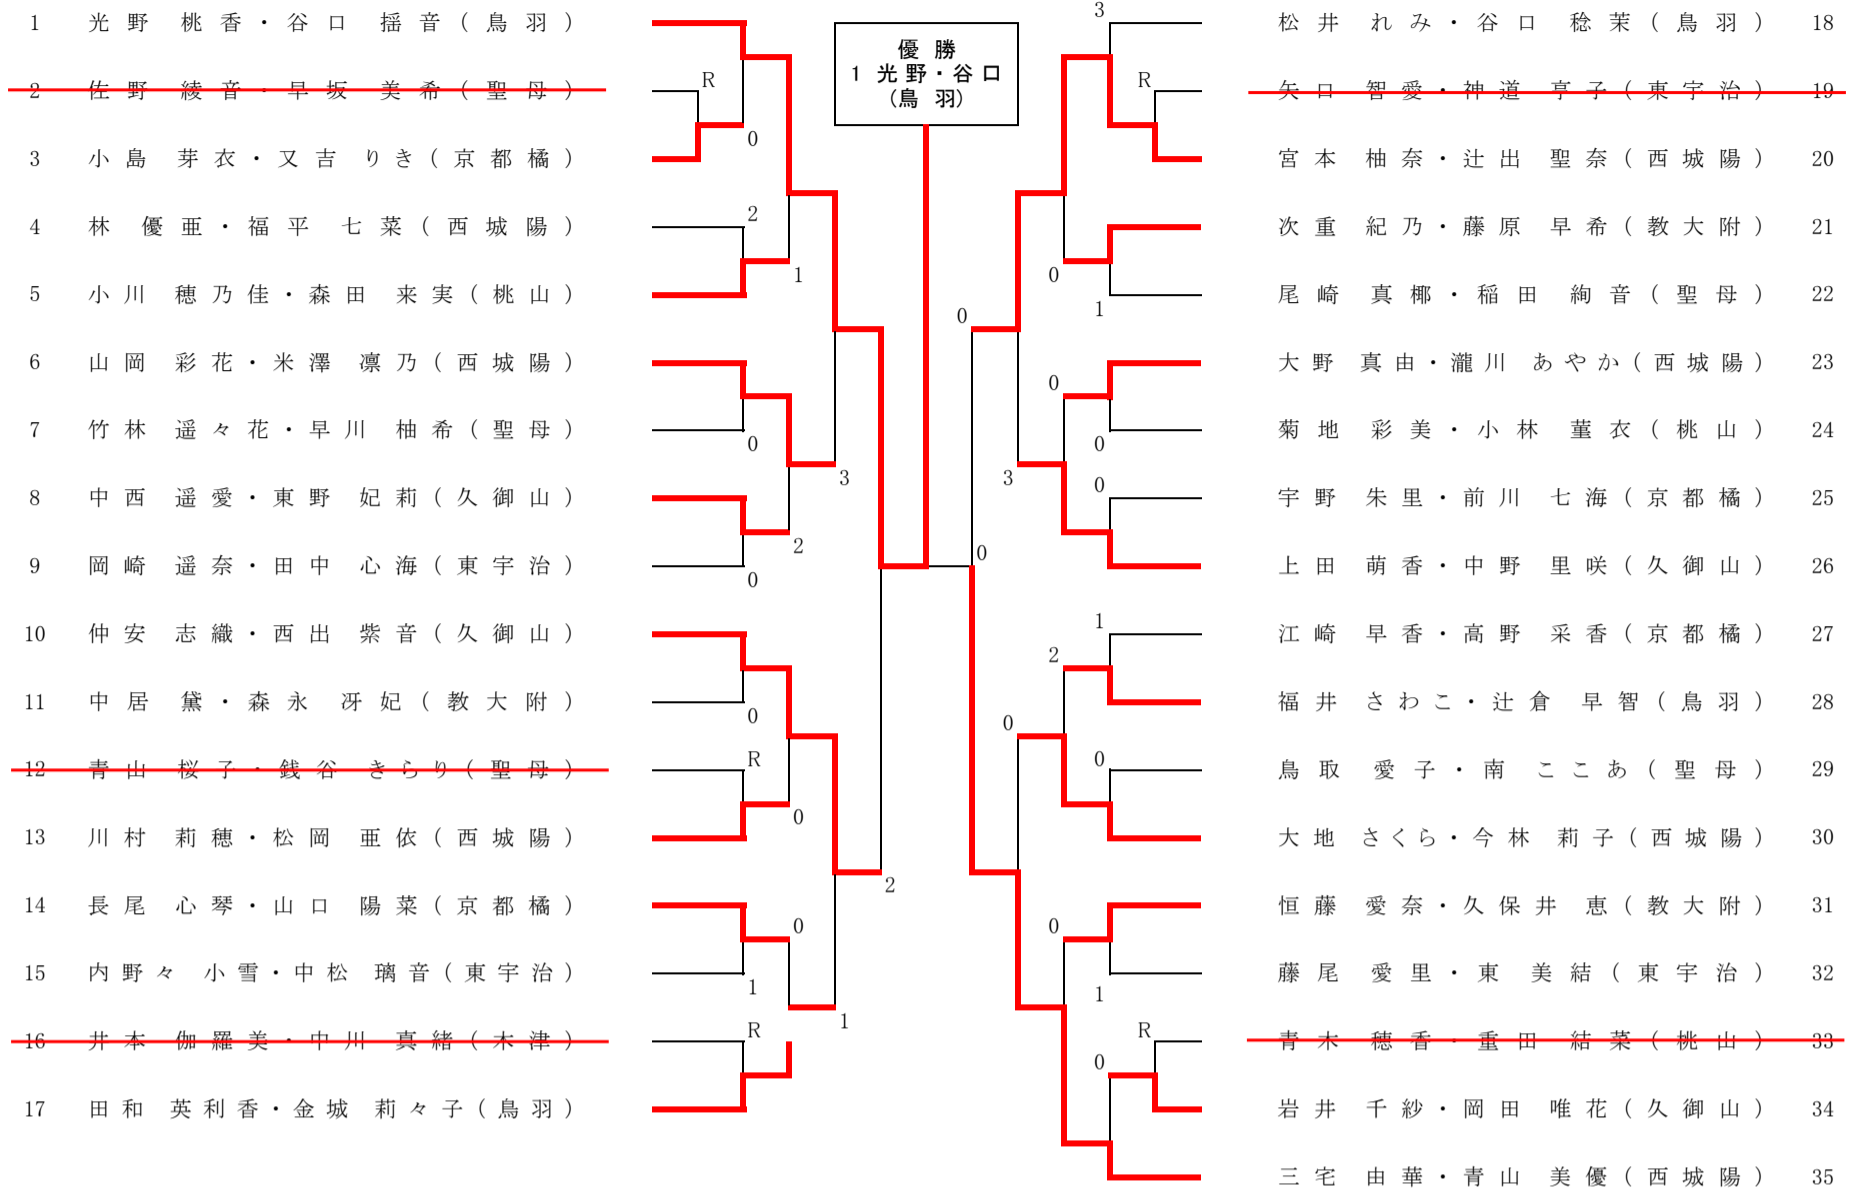 優勝
1 光野・谷口
(鳥羽)
1 光野 桃香・谷口 揺音(鳥羽)
2 佐野 綾音・早坂 美希(聖母)
R
3 小島 芽衣・又吉 りき(京都橘)
0
4 林 優亜・福平 七菜(西城陽)
2
5 小川 穂乃佳・森田 来実(桃山)
1
6 山岡 彩花・米澤 凛乃(西城陽)
7 竹林 遥々花・早川 柚希(聖母)
0
3
8 中西 遥愛・東野 妃莉(久御山)
2
9 岡崎 遥奈・田中 心海(東宇治)
0
10 仲安 志織・西出 紫音(久御山)
11 中居 黛・森永 冴妃(教大附)
0
12 青山 桜子・銭谷 きらり(聖母)
R
13 川村 莉穂・松岡 亜依(西城陽)
0
2
14 長尾 心琴・山口 陽菜(京都橘)
0
15 内野々 小雪・中松 璃音(東宇治)
1
1
16 井本 伽羅美・中川 真緒(木津)
R
17 田和 英利香・金城 莉々子(鳥羽)
3
松井 れみ・谷口 稔茉(鳥羽) 18
R
矢口 智愛・神道 亭子(東宇治) 19
宮本 柚奈・辻出 聖奈(西城陽) 20
次重 紀乃・藤原 早希(教大附) 21
0
尾崎 真梛・稲田 絢音(聖母) 22
1
0
大野 真由・瀧川 あやか(西城陽) 23
0
菊地 彩美・小林 菫衣(桃山) 24
0
3
宇野 朱里・前川 七海(京都橘) 25
0
上田 萌香・中野 里咲(久御山) 26
0
江崎 早香・高野 采香(京都橘) 27
1
2
福井 さわこ・辻倉 早智(鳥羽) 28
0
鳥取 愛子・南 ここあ(聖母) 29
0
大地 さくら・今林 莉子(西城陽) 30
恒藤 愛奈・久保井 恵(教大附) 31
0
藤尾 愛里・東 美結(東宇治) 32
1
青木 穂香・重田 結菜(桃山) 33
R
0
岩井 千紗・岡田 唯花(久御山) 34
三宅 由華・青山 美優(西城陽) 35